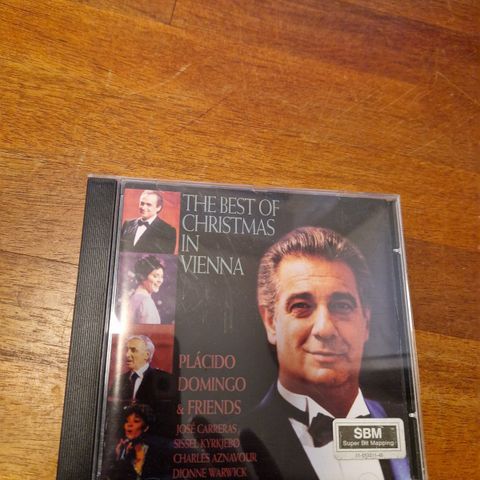 THE BEST OF
CHRISTMAS
IN
VIENNA
PLÁCIDO
DOMINGO
& FRIENDS
JOSÉ CARRERAS
SISSEL KYRKJEBØ
CHARLES AZNAVOUR
DIONNE WARWICK
SBM
Super Bit Mapping